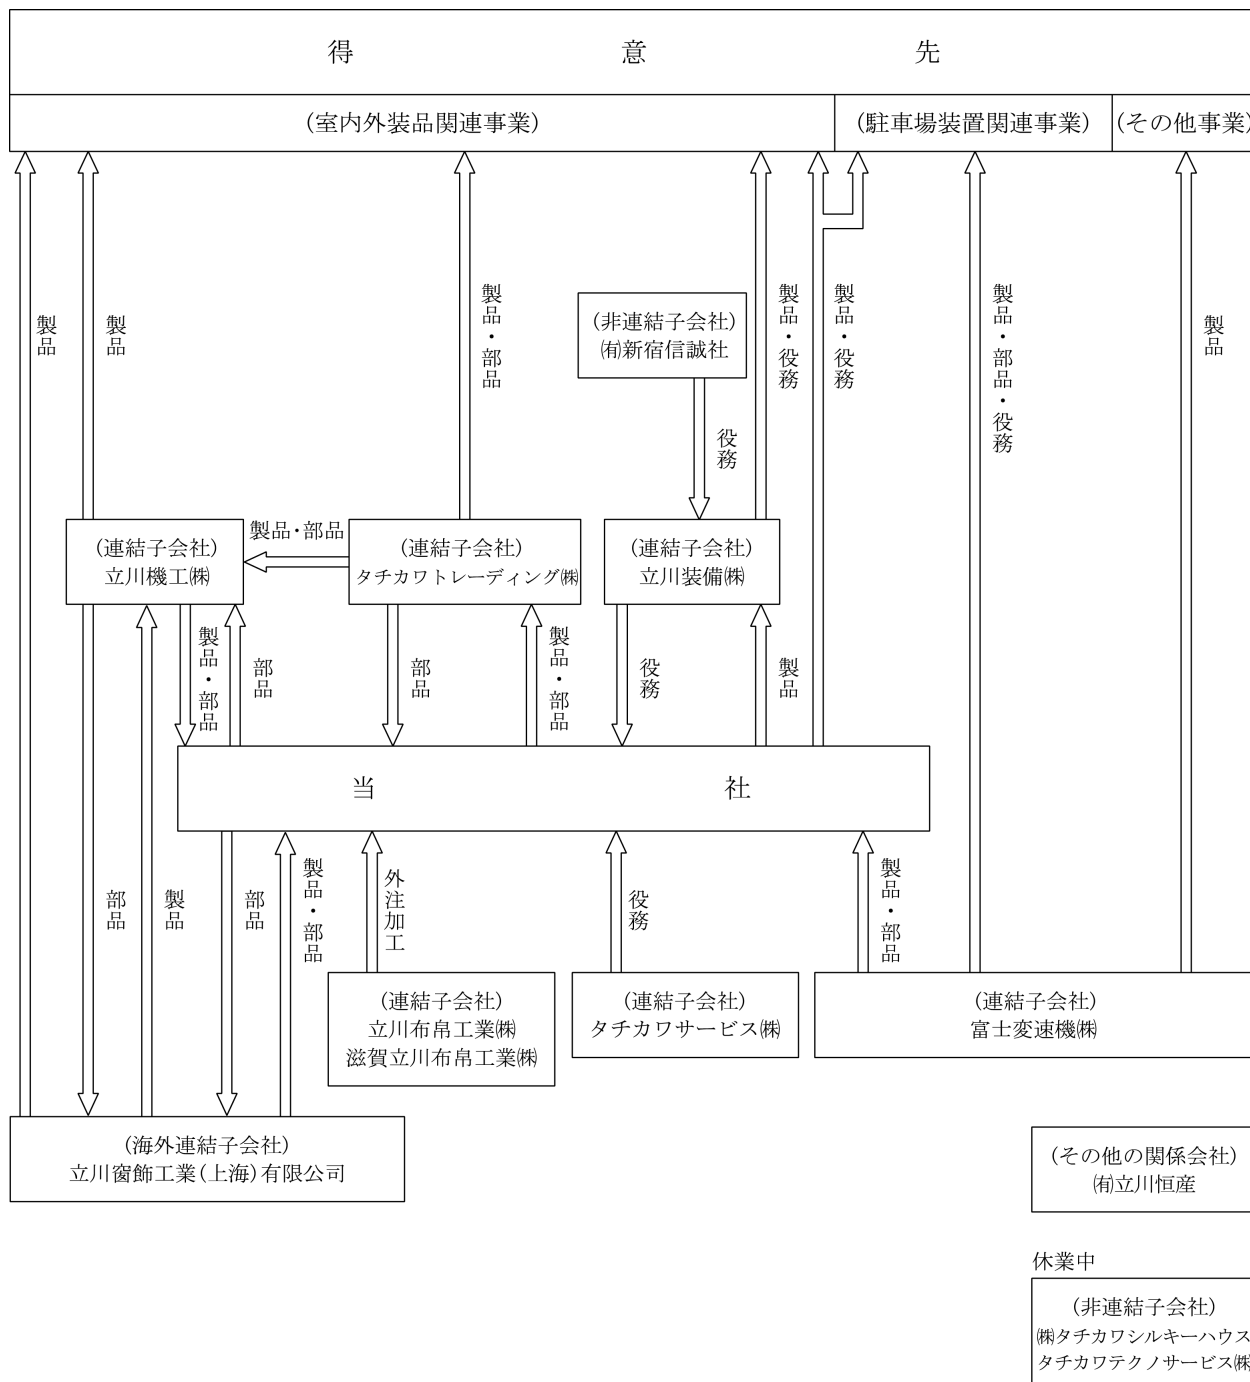 得意先
(室内外装品関連事業)
(駐車場装置関連事業)
(その他事業)
製品
製品
製品・部品
製品・役務
製品・役務
製品・部品・役務
製品
(非連結子会社)
㈲新宿信誠社
役務
(連結子会社)
立川機工㈱
製品・部品
(連結子会社)
タチカワトレーディング㈱
(連結子会社)
立川装備㈱
製品・部品
部品
部品
製品・部品
役務
製品
当社
部品
製品
部品
製品・部品
外注加工
役務
製品・部品
(連結子会社)
立川布帛工業㈱
滋賀立川布帛工業㈱
(連結子会社)
タチカワサービス㈱
(連結子会社)
富士変速機㈱
(海外連結子会社)
立川窗飾工業(上海)有限公司
(その他の関係会社)
㈲立川恒産
休業中
(非連結子会社)
㈱タチカワシルキーハウス
タチカワテクノサービス㈱